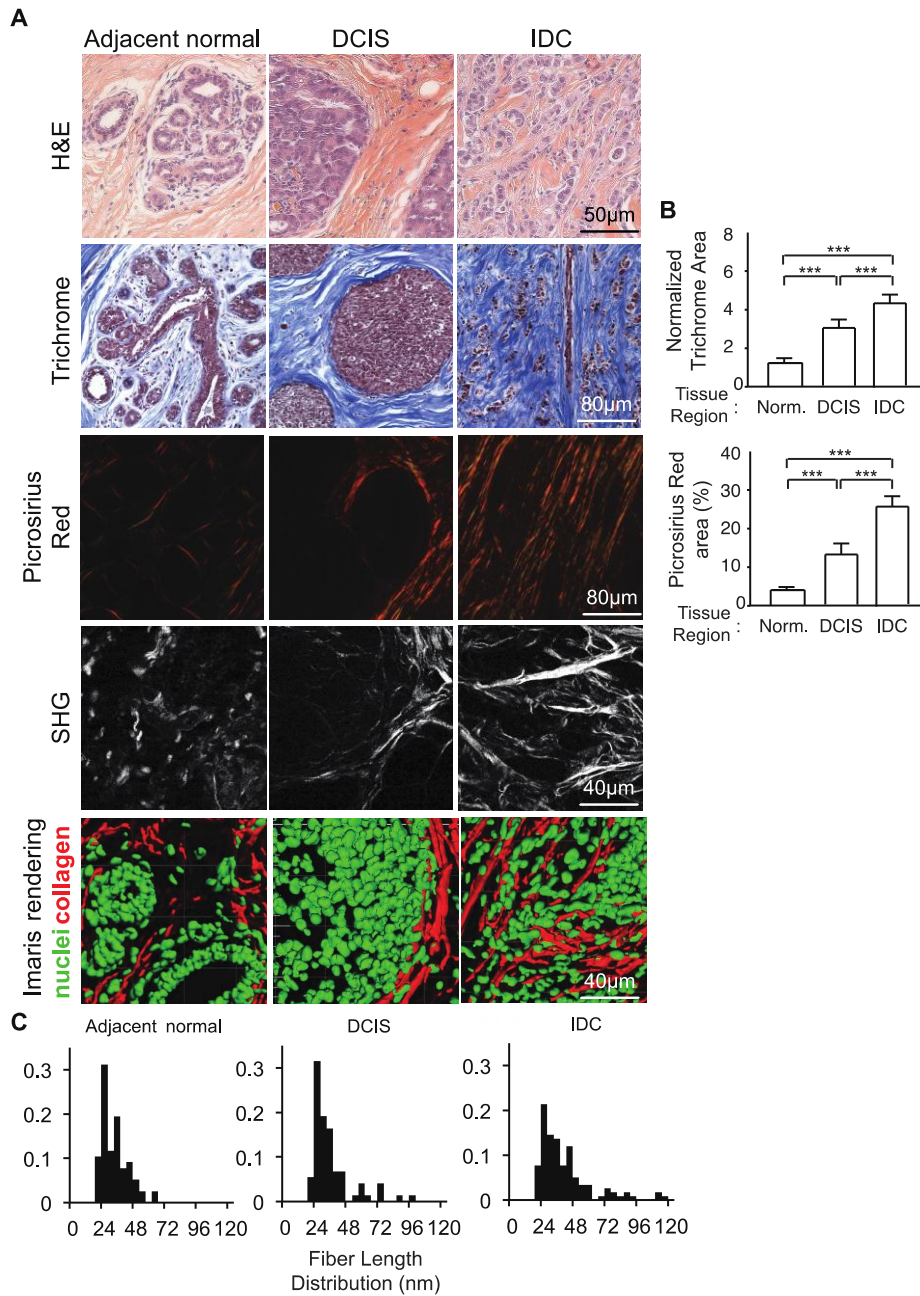 A
Adjacent normal DCIS IDC
H&E
50µm
Trichrome
80µm
Picrosirius
Red
80µm
SHG
40µm
Imaris rendering
nuclei collagen
40µm
B
Normalized
Trichrome Area
8
6
4
2
0
*** 
*** ***
Tissue
Region :
Norm. DCIS IDC
Picrosirius Red
area (%)
40
30
20
10
0
***
*** ***
Tissue
Region :
Norm. DCIS IDC
C
Adjacent normal
0.3
0.2
0.1
0
0 24 48 72 96 120
DCIS
0.3
0.2
0.1
0
0 24 48 72 96 120
IDC
0.3
0.2
0.1
0
0 24 48 72 96 120
Fiber Length
Distribution (nm)